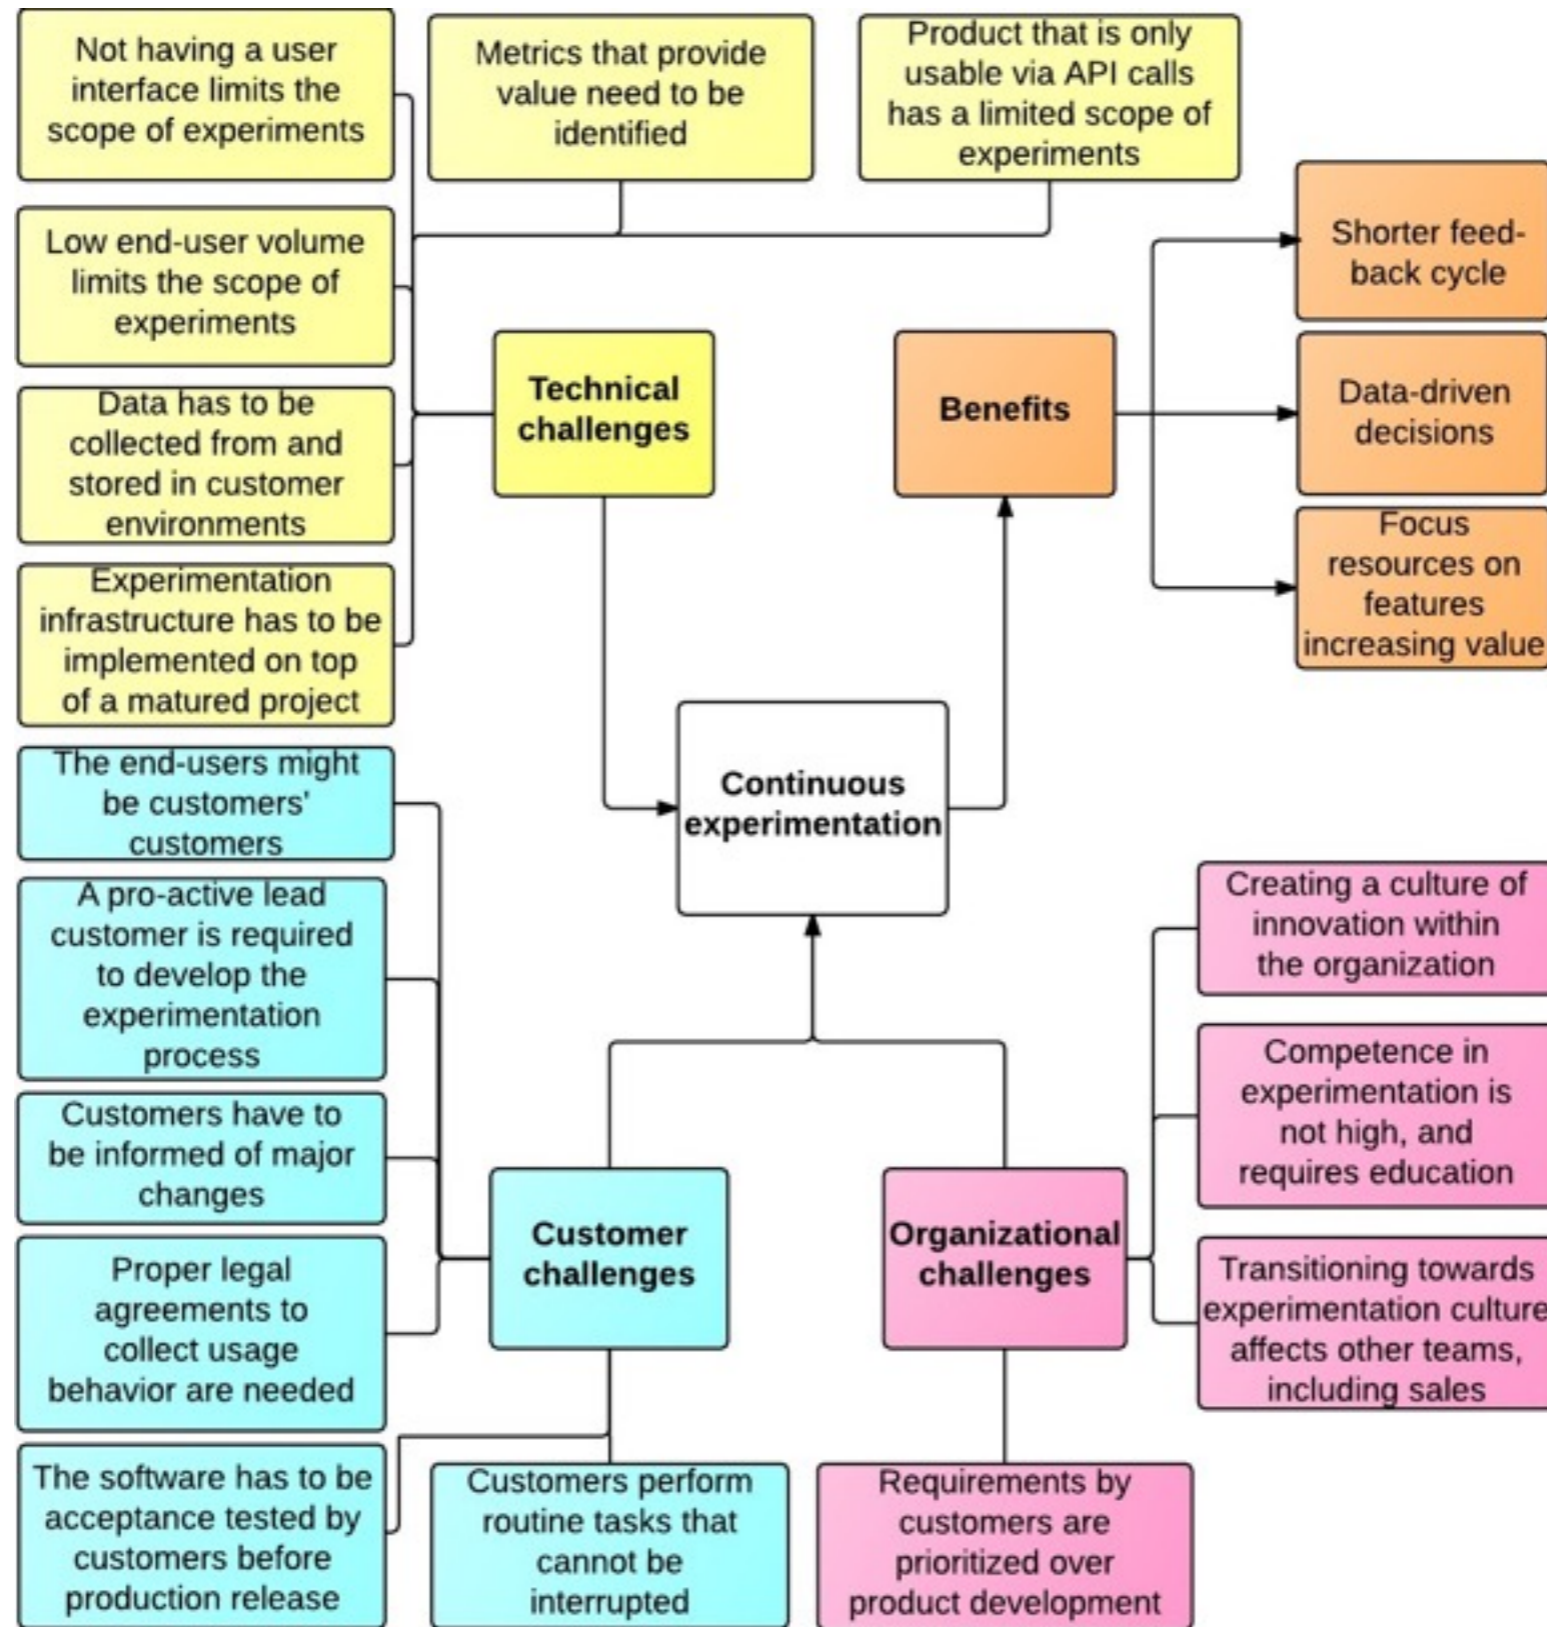 Not having a user
interface limits the
scope of experiments
Metrics that provide
value need to be
identified
Product that is only
usable via API calls
has a limited scope of
experiments
Low end-user volume
limits the scope of
experiments
Shorter feed-
back cycle
Technical
challenges
Benefits
Data-driven
decisions
Data has to be
collected from and
stored in customer
environments
Focus
resources on
features
increasing value
Experimentation
infrastructure has to be
implemented on top
of a matured project
Continuous
experimentation
The end-users might
be customers'
customers
A pro-active lead
customer is required
to develop the
experimentation
process
Creating a culture of
innovation within
the organization
Competence in
experimentation is
not high, and
requires education
Customers have to
be informed of major
changes
Customer
challenges
Organizational
challenges
Transitioning towards
experimentation culture
affects other teams,
including sales
Proper legal
agreements to
collect usage
behavior are needed
The software has to be
acceptance tested by
customers before
production release
Customers perform
routine tasks that
cannot be
interrupted
Requirements by
customers are
prioritized over
product development